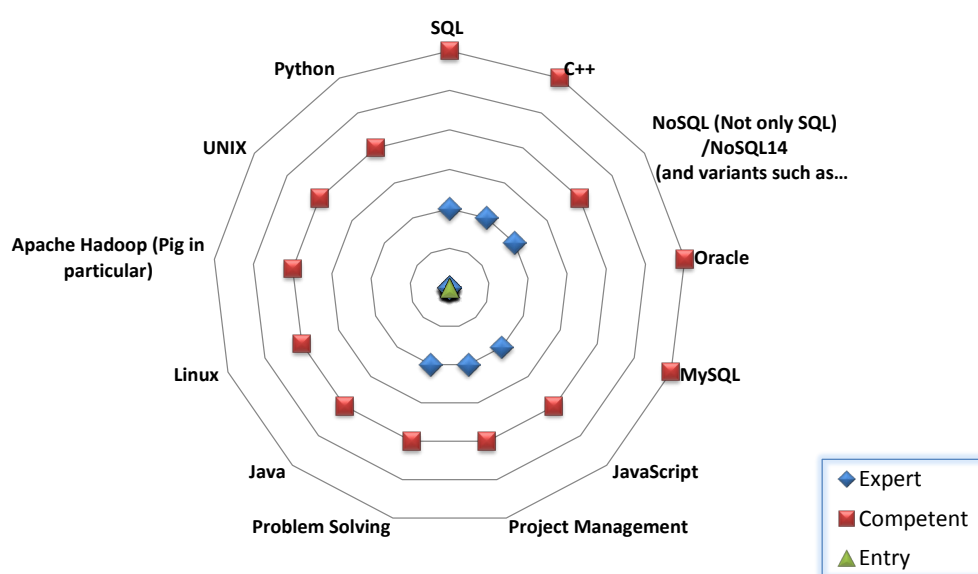 SQL
C++
Python
NoSQL (Not only SQL)
/NoSQL14
(and variants such as…
UNIX
Apache Hadoop (Pig in
particular)
Oracle
Linux
MySQL
Java
JavaScript
Problem Solving
Project Management
Expert
Competent
Entry